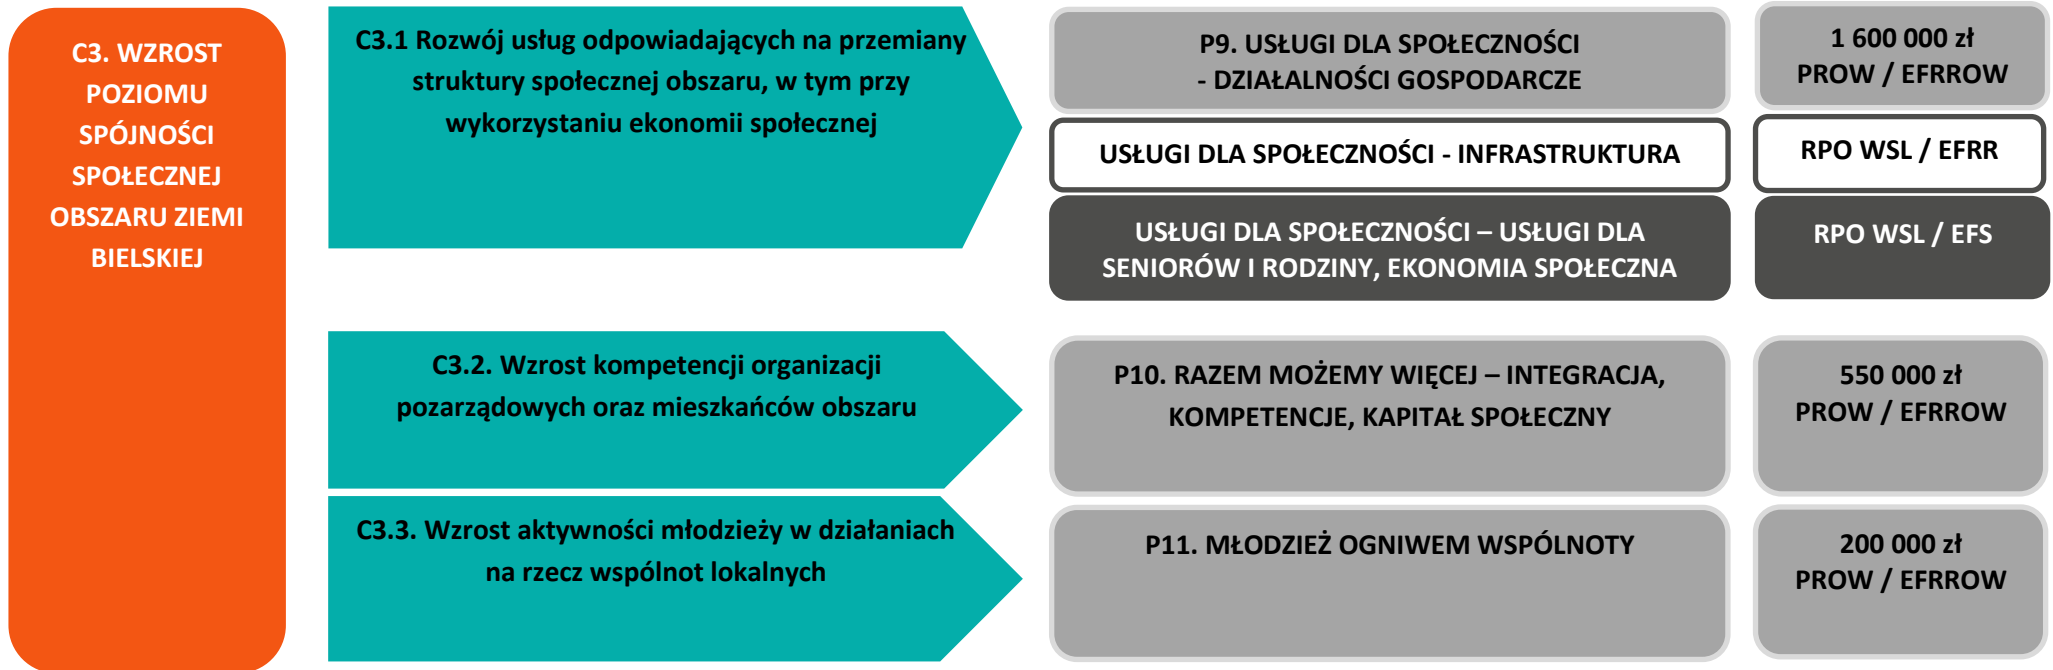 C3. WZROST
POZIOMU
SPÓJNOŚCI
SPOŁECZNEJ
OBSZARU ZIEMI
BIELSKIEJ
C3.1 Rozwój usług odpowiadających na przemiany
struktury społecznej obszaru, w tym przy
wykorzystaniu ekonomii społecznej
P9. USŁUGI DLA SPOŁECZNOŚCI
- DZIAŁALNOŚCI GOSPODARCZE
1 600 000 zł
PROW / EFRROW
USŁUGI DLA SPOŁECZNOŚCI - INFRASTRUKTURA
RPO WSL / EFRR
USŁUGI DLA SPOŁECZNOŚCI – USŁUGI DLA
SENIORÓW I RODZINY, EKONOMIA SPOŁECZNA
RPO WSL / EFS
C3.2. Wzrost kompetencji organizacji
pozarządowych oraz mieszkańców obszaru
P10. RAZEM MOŻEMY WIĘCEJ – INTEGRACJA,
KOMPETENCJE, KAPITAŁ SPOŁECZNY
550 000 zł
PROW / EFRROW
C3.3. Wzrost aktywności młodzieży w działaniach
na rzecz wspólnot lokalnych
P11. MŁODZIEŻ OGNIWEM WSPÓLNOTY
200 000 zł
PROW / EFRROW